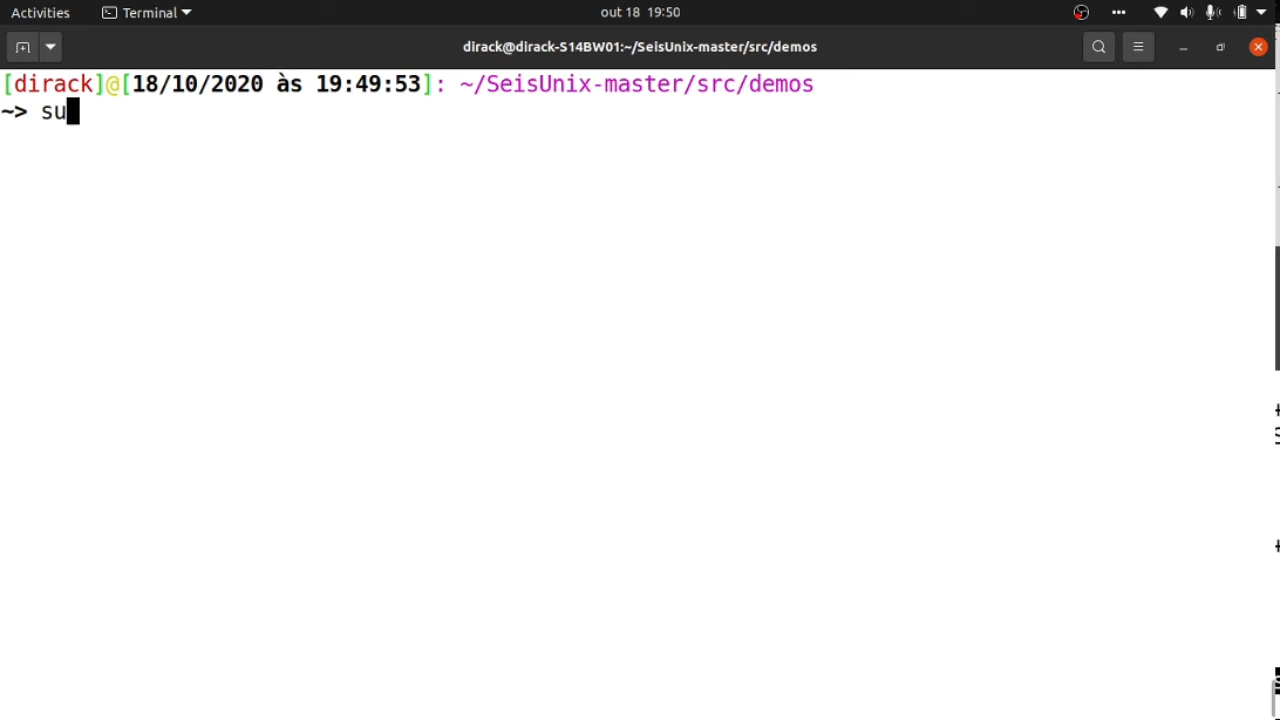 Activities Terminal out 18 19:50
dirack@dirack-S14BW01:~/SeisUnix-master/src/demos
[dirack]@[18/10/2020 às 19:49:53]: ~/SeisUnix-master/src/demos
~> su